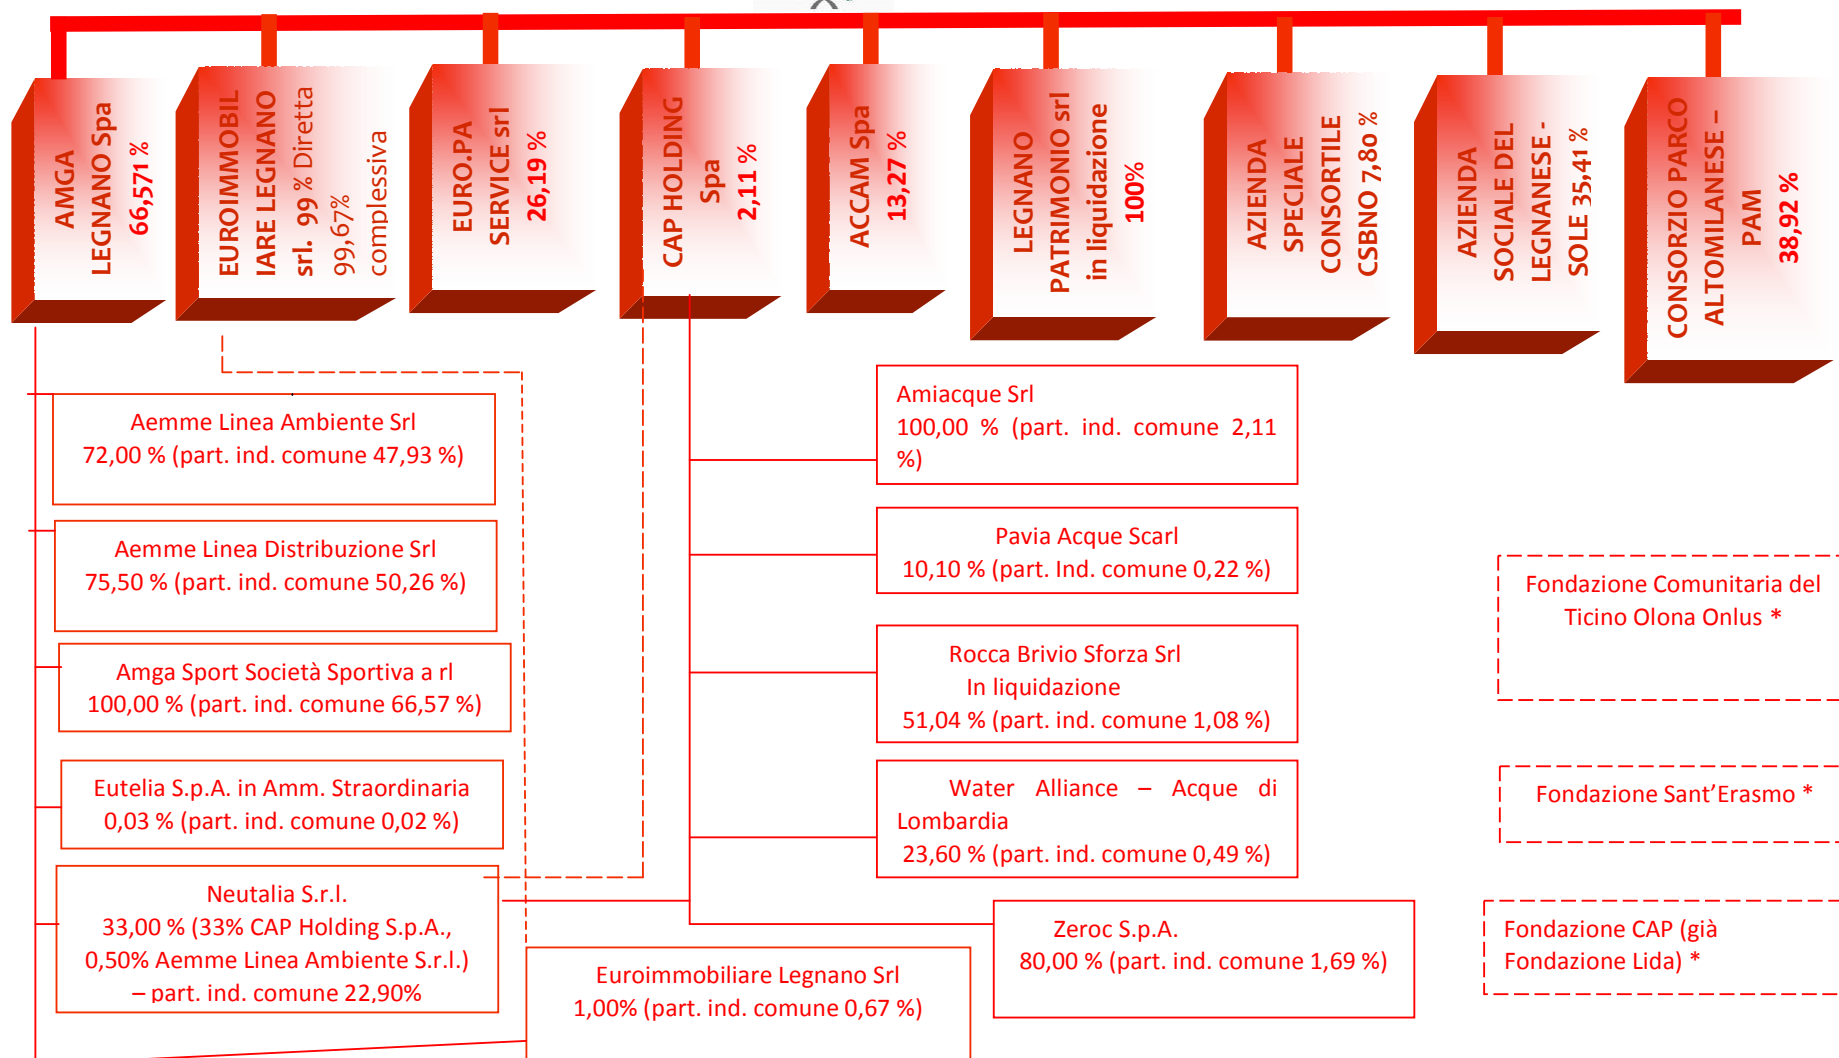 AMGA
LEGNANO Spa
66,571 %
EUROIMMOBIL
IARE LEGNANO
srl. 99 % Diretta
99,67%
complessiva
EURO.PA
SERVICE srl
26,19 %
CAP HOLDING
Spa
2,11 %
ACCAM Spa
13,27 %
LEGNANO
PATRIMONIO srl
in liquidazione
100%
AZIENDA
SPECIALE
CONSORTILE
CSBNO 7,80 %
AZIENDA
SOCIALE DEL
LEGNANESE -
SOLE 35,41 %
CONSORZIO PARCO
ALTOMILANESE –
PAM
38,92 %
Aemme Linea Ambiente Srl
72,00 % (part. ind. comune 47,93 %)
Aemme Linea Distribuzione Srl
75,50 % (part. ind. comune 50,26 %)
Amga Sport Società Sportiva a rl
100,00 % (part. ind. comune 66,57 %)
Eutelia S.p.A. in Amm. Straordinaria
0,03 % (part. ind. comune 0,02 %)
Neutalia S.r.l.
33,00 % (33% CAP Holding S.p.A.,
0,50% Aemme Linea Ambiente S.r.l.)
– part. ind. comune 22,90%
Euroimmobiliare Legnano Srl
1,00% (part. ind. comune 0,67 %)
Amiacque Srl
100,00 % (part. ind. comune 2,11
%)
Pavia Acque Scarl
10,10 % (part. Ind. comune 0,22 %)
Rocca Brivio Sforza Srl
In liquidazione
51,04 % (part. ind. comune 1,08 %)
Water Alliance – Acque di
Lombardia
23,60 % (part. ind. comune 0,49 %)
Zeroc S.p.A.
80,00 % (part. ind. comune 1,69 %)
Fondazione Comunitaria del
Ticino Olona Onlus *
Fondazione Sant’Erasmo *
Fondazione CAP (già
Fondazione Lida) *